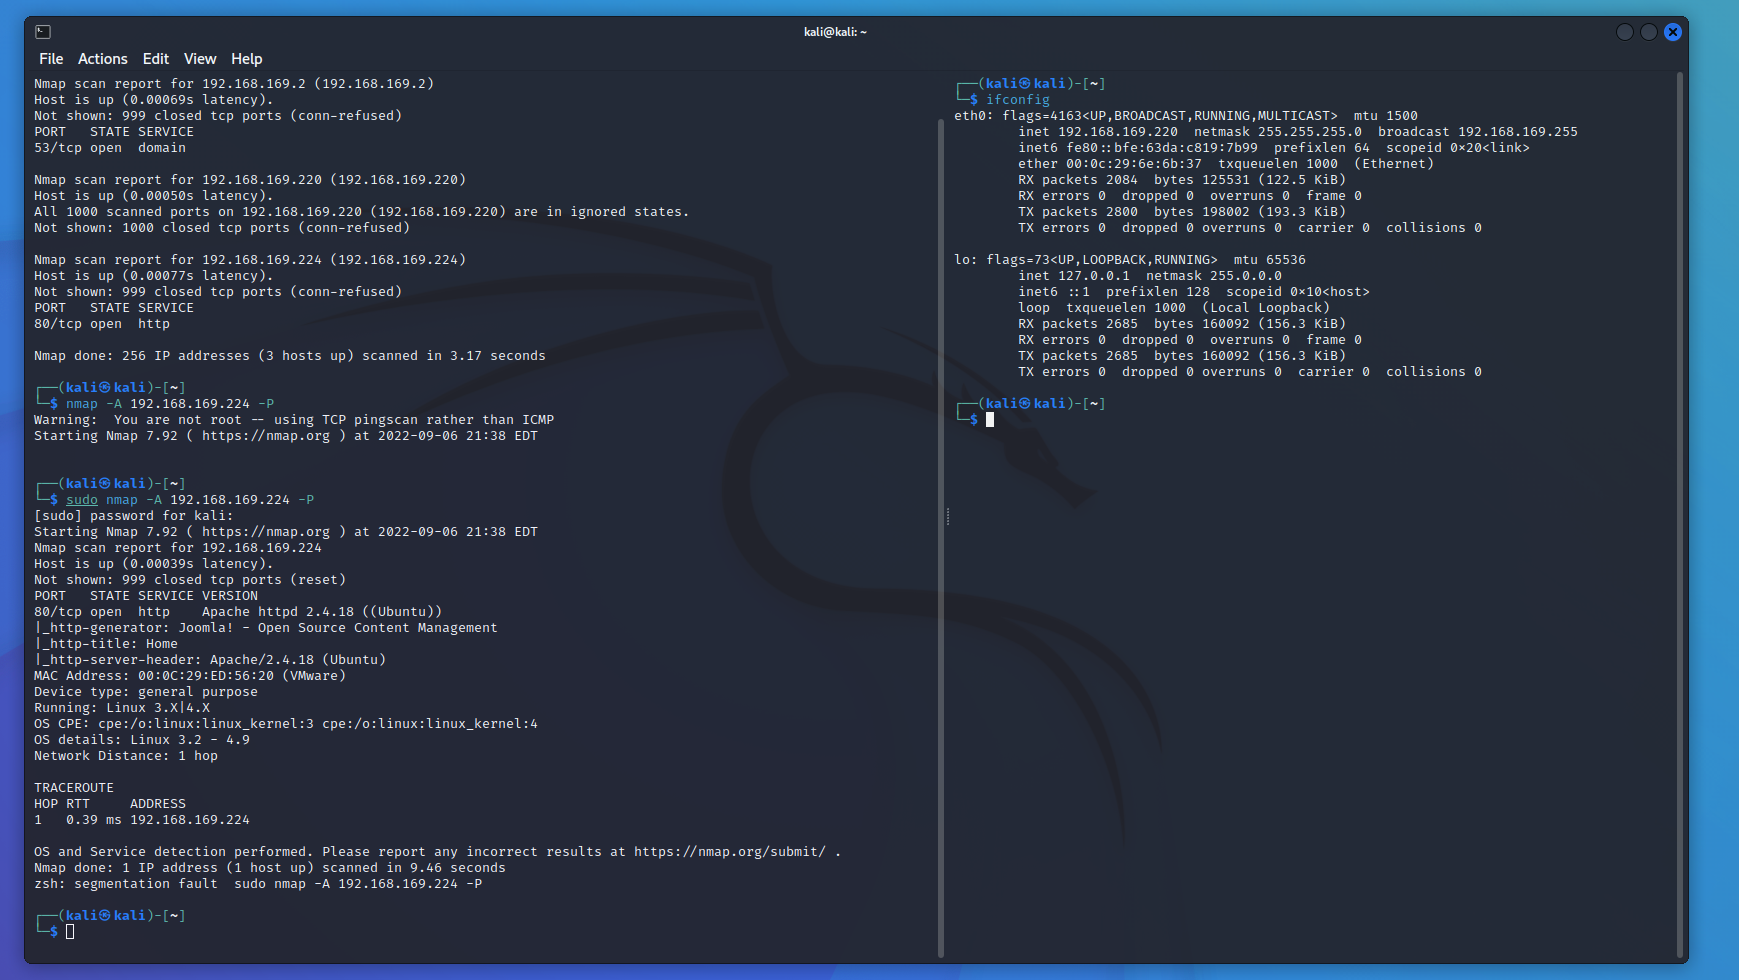 kali@kali: ~
File Actions Edit View Help
Nmap scan report for 192.168.169.2 (192.168.169.2)
Host is up (0.00069s latency).
Not shown: 999 closed tcp ports (conn-refused)
PORT   STATE SERVICE
53/tcp open  domain

Nmap scan report for 192.168.169.220 (192.168.169.220)
Host is up (0.00050s latency).
All 1000 scanned ports on 192.168.169.220 (192.168.169.220) are in ignored states.
Not shown: 1000 closed tcp ports (conn-refused)

Nmap scan report for 192.168.169.224 (192.168.169.224)
Host is up (0.00077s latency).
Not shown: 999 closed tcp ports (conn-refused)
PORT   STATE SERVICE
80/tcp open  http

Nmap done: 256 IP addresses (3 hosts up) scanned in 3.17 seconds

┌──(kali㉿kali)-[~]
└─$ nmap -A 192.168.169.224 -P
Warning:  You are not root -- using TCP pingscan rather than ICMP
Starting Nmap 7.92 ( https://nmap.org ) at 2022-09-06 21:38 EDT

┌──(kali㉿kali)-[~]
└─$ sudo nmap -A 192.168.169.224 -P
[sudo] password for kali:
Starting Nmap 7.92 ( https://nmap.org ) at 2022-09-06 21:38 EDT
Nmap scan report for 192.168.169.224
Host is up (0.00039s latency).
Not shown: 999 closed tcp ports (reset)
PORT   STATE SERVICE VERSION
80/tcp open  http    Apache httpd 2.4.18 ((Ubuntu))
|_http-generator: Joomla! - Open Source Content Management
|_http-title: Home
|_http-server-header: Apache/2.4.18 (Ubuntu)
MAC Address: 00:0C:29:ED:56:20 (VMware)
Device type: general purpose
Running: Linux 3.X|4.X
OS CPE: cpe:/o:linux:linux_kernel:3 cpe:/o:linux:linux_kernel:4
OS details: Linux 3.2 - 4.9
Network Distance: 1 hop

TRACEROUTE
HOP RTT     ADDRESS
1   0.39 ms 192.168.169.224

OS and Service detection performed. Please report any incorrect results at https://nmap.org/submit/ .
Nmap done: 1 IP address (1 host up) scanned in 9.46 seconds
zsh: segmentation fault  sudo nmap -A 192.168.169.224 -P

┌──(kali㉿kali)-[~]
└─$
┌──(kali㉿kali)-[~]
└─$ ifconfig
eth0: flags=4163<UP,BROADCAST,RUNNING,MULTICAST>  mtu 1500
        inet 192.168.169.220  netmask 255.255.255.0  broadcast 192.168.169.255
        inet6 fe80::bfe:63da:c819:7b99  prefixlen 64  scopeid 0×20<link>
        ether 00:0c:29:6e:6b:37  txqueuelen 1000  (Ethernet)
        RX packets 2084  bytes 125531 (122.5 KiB)
        RX errors 0  dropped 0  overruns 0  frame 0
        TX packets 2800  bytes 198002 (193.3 KiB)
        TX errors 0  dropped 0 overruns 0  carrier 0  collisions 0

lo: flags=73<UP,LOOPBACK,RUNNING>  mtu 65536
        inet 127.0.0.1  netmask 255.0.0.0
        inet6 ::1  prefixlen 128  scopeid 0×10<host>
        loop  txqueuelen 1000  (Local Loopback)
        RX packets 2685  bytes 160092 (156.3 KiB)
        RX errors 0  dropped 0  overruns 0  frame 0
        TX packets 2685  bytes 160092 (156.3 KiB)
        TX errors 0  dropped 0 overruns 0  carrier 0  collisions 0

┌──(kali㉿kali)-[~]
└─$